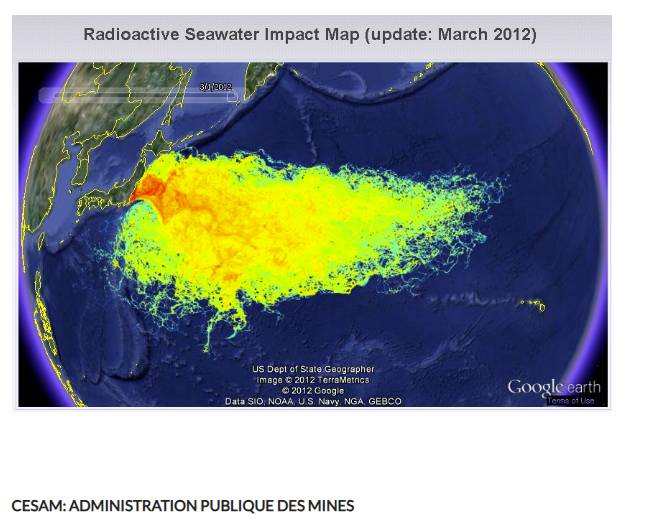 Radioactive Seawater Impact Map (update: March 2012)
3/1/2012
US Dept of State Geographer
Image © 2012 TerraMetrics
© 2012 Google
Data SIO, NOAA, U.S. Navy, NGA, GEBCO
Google earth
Terms of Use
CESAM: ADMINISTRATION PUBLIQUE DES MINES